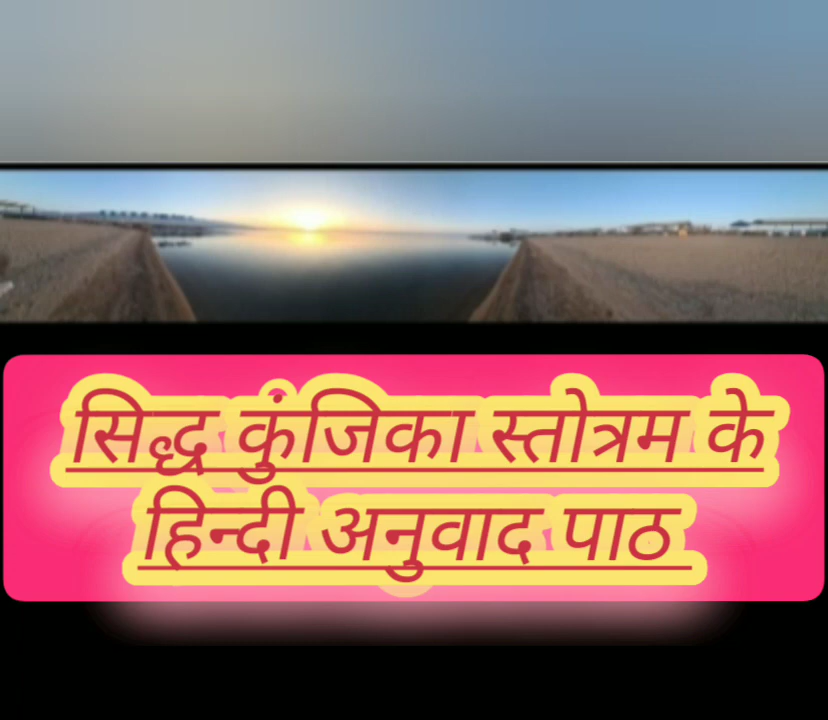 सिद्ध कुंजिका स्तोत्रम के
हिन्दी अनुवाद पाठ